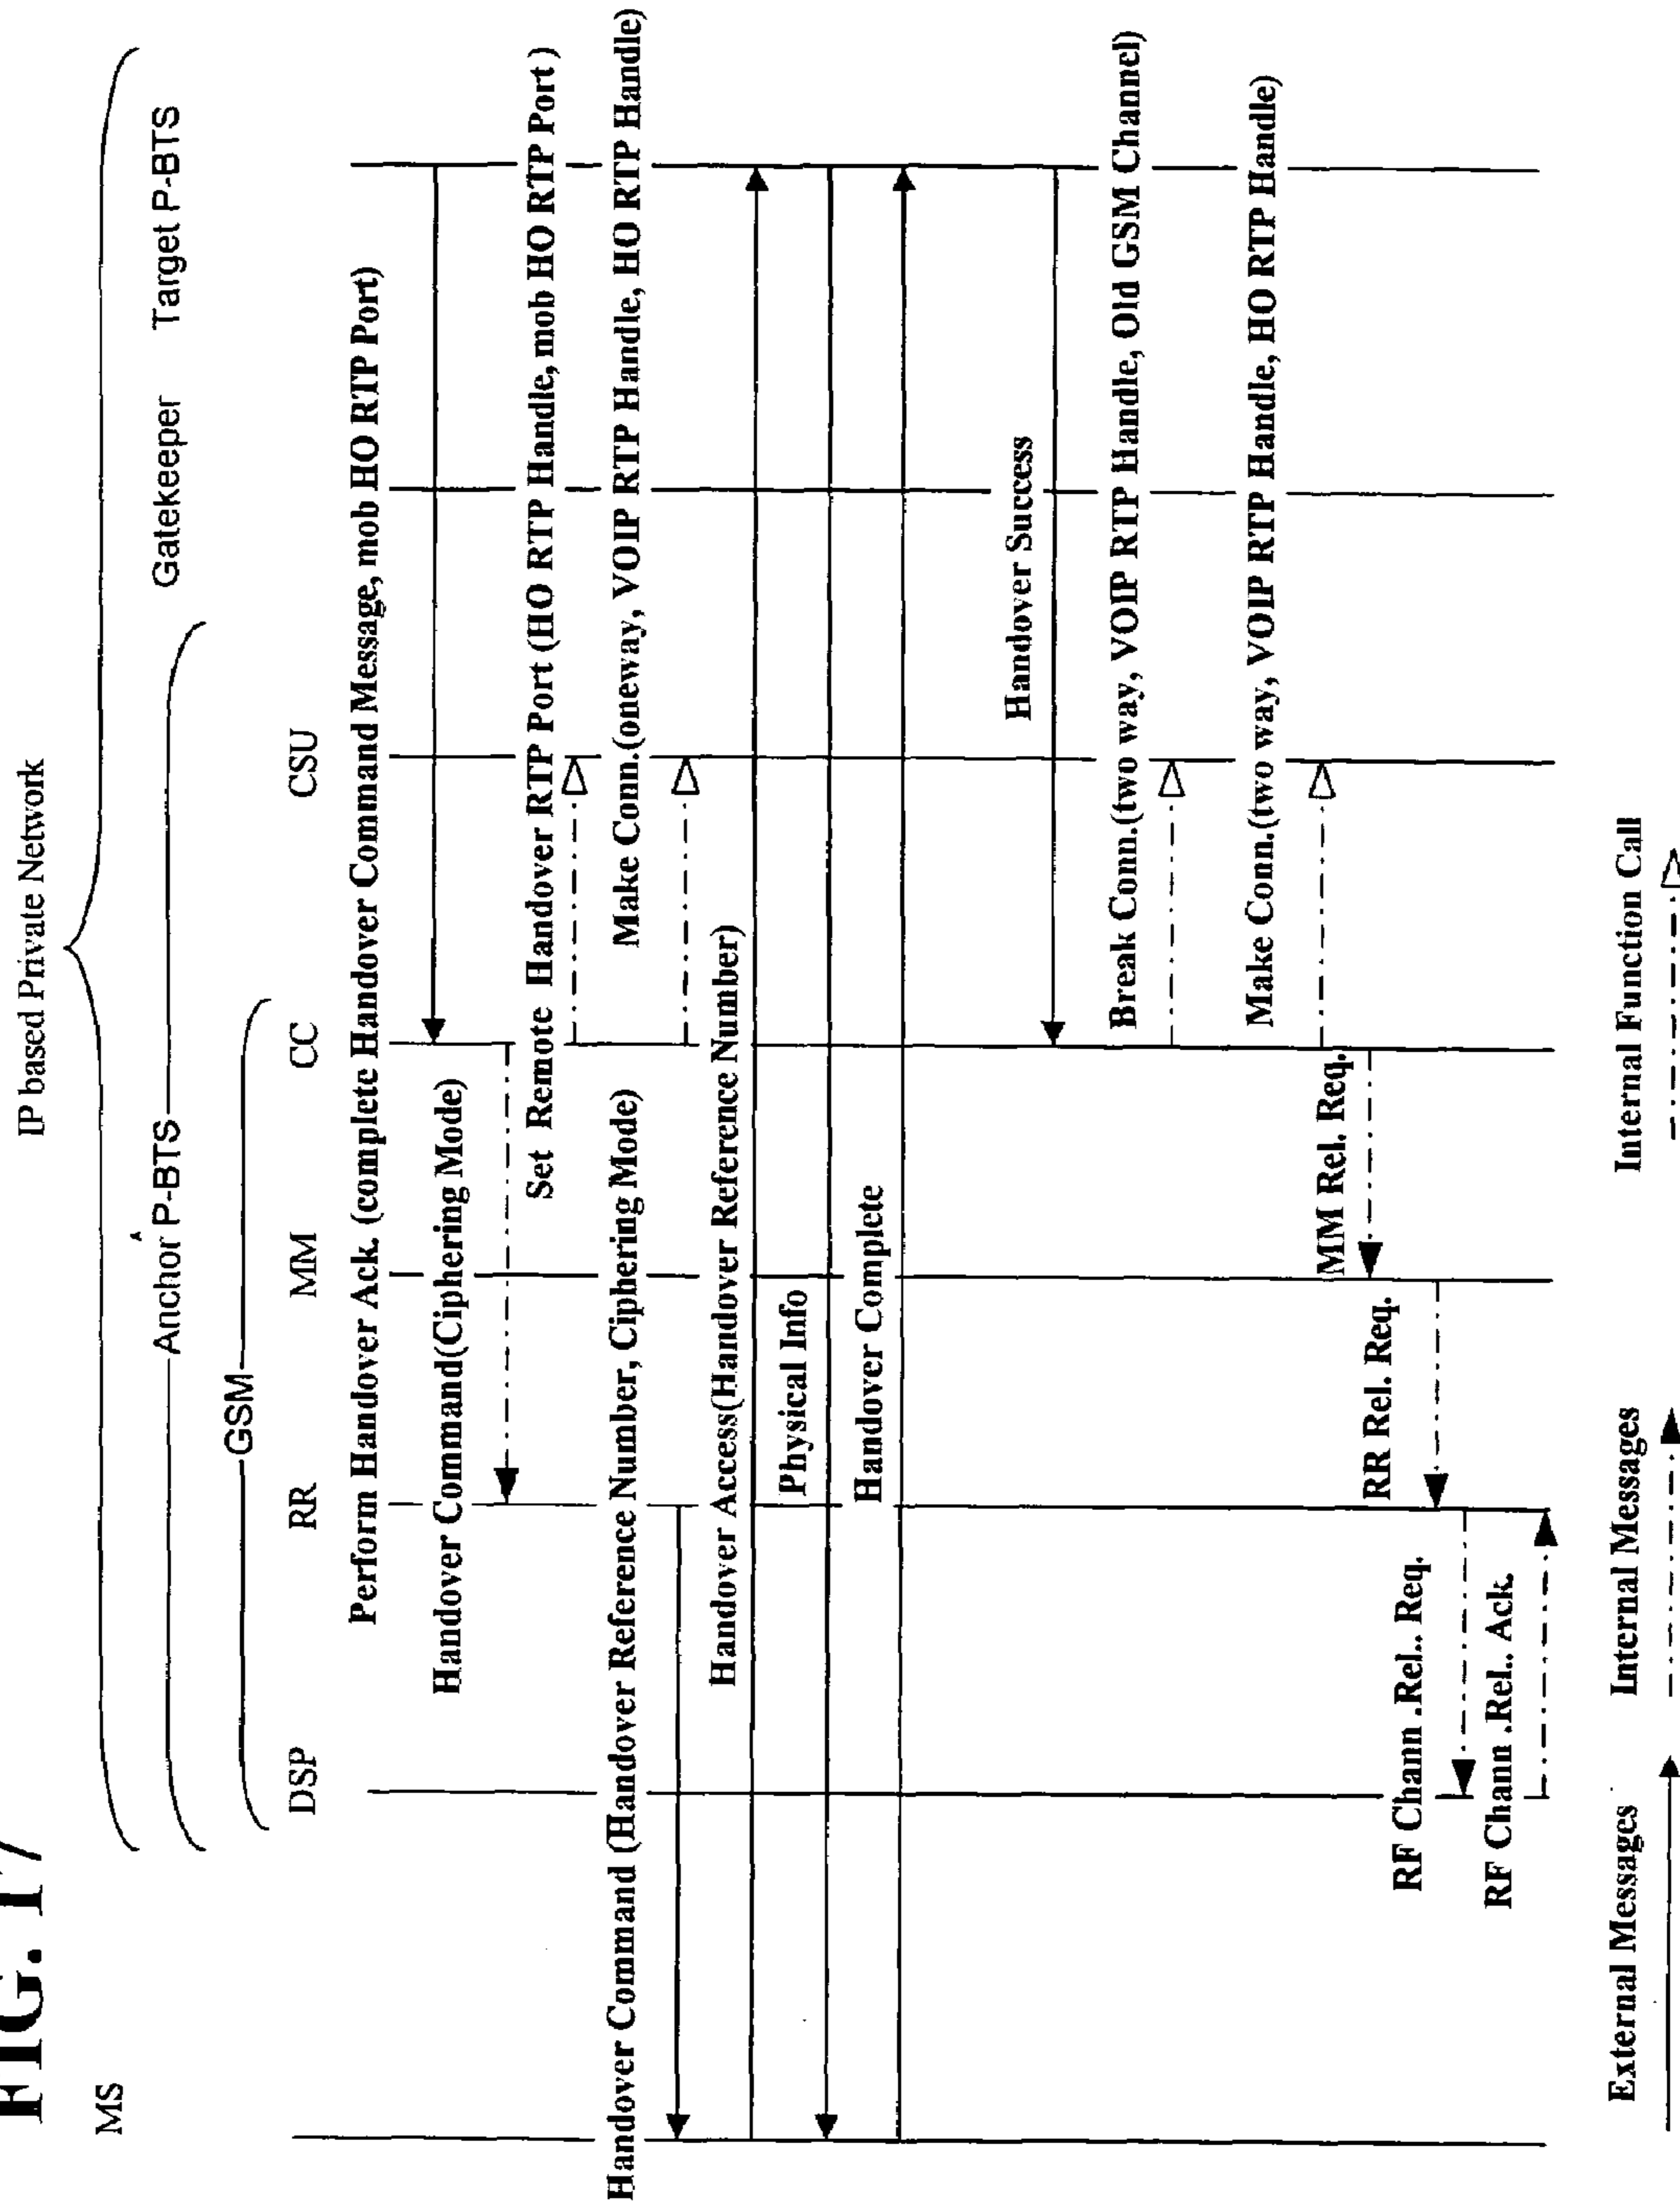 FIG. 17
IP based Private Network
MS
Anchor P-BTS
Gatekeeper
Target P-BTS
GSM
DSP
RR
MM
CC
CSU
Perform Handover Ack. (complete Handover Command Message, mob HO RTP Port)
Handover Command(Ciphering Mode)
Set Remote Handover RTP Port (HO RTP Handle, mob HO RTP Port )
Handover Command (Handover Reference Number, Ciphering Mode)
Make Conn.(oneway, VOIP RTP Handle, HO RTP Handle)
Handover Access(Handover Reference Number)
Physical Info
Handover Complete
Handover Success
Break Conn.(two way, VOIP RTP Handle, Old GSM Channel)
Make Conn.(two way, VOIP RTP Handle, HO RTP Handle)
MM Rel. Req.
RR Rel. Req.
RF Chann .Rel.. Req.
RF Chann .Rel.. Ack.
External Messages
Internal Messages
Internal Function Call